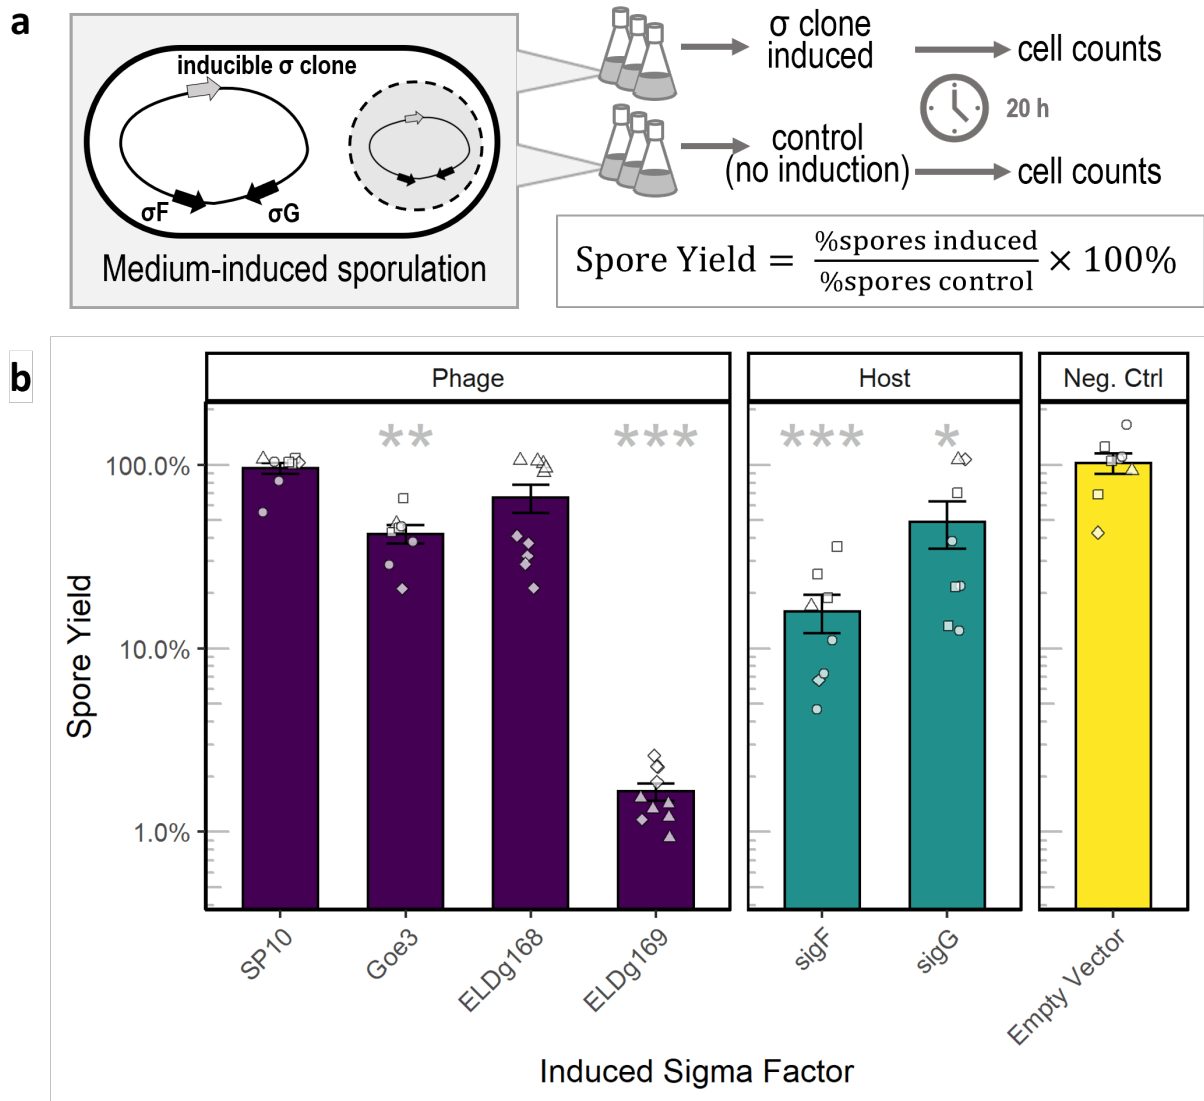 a
inducible σ clone
σF
σG
Medium-induced sporulation
σ clone
induced
cell counts
20 h
control
(no induction)
cell counts
Spore Yield = %spores induced / %spores control × 100%
b
Phage
Host
Neg. Ctrl
**
***
***
*
100.0%
10.0%
1.0%
Spore Yield
SP10
Goe3
ELDg168
ELDg169
sigF
sigG
Empty Vector
Induced Sigma Factor